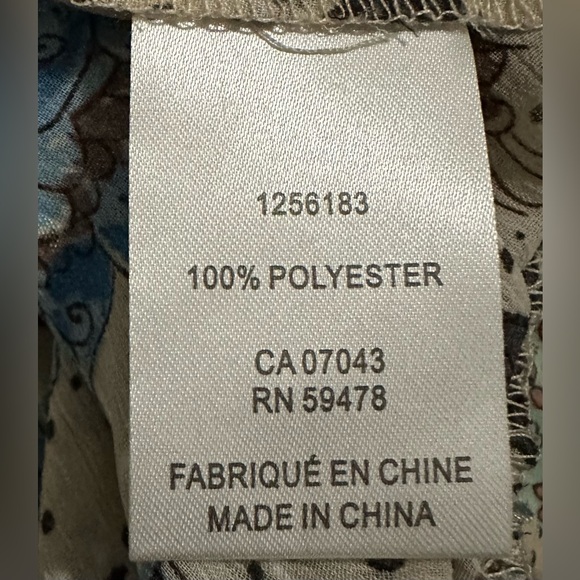 1256183
100% POLYESTER
CA 07043
RN 59478
FABRIQUÉ EN CHINE
MADE IN CHINA